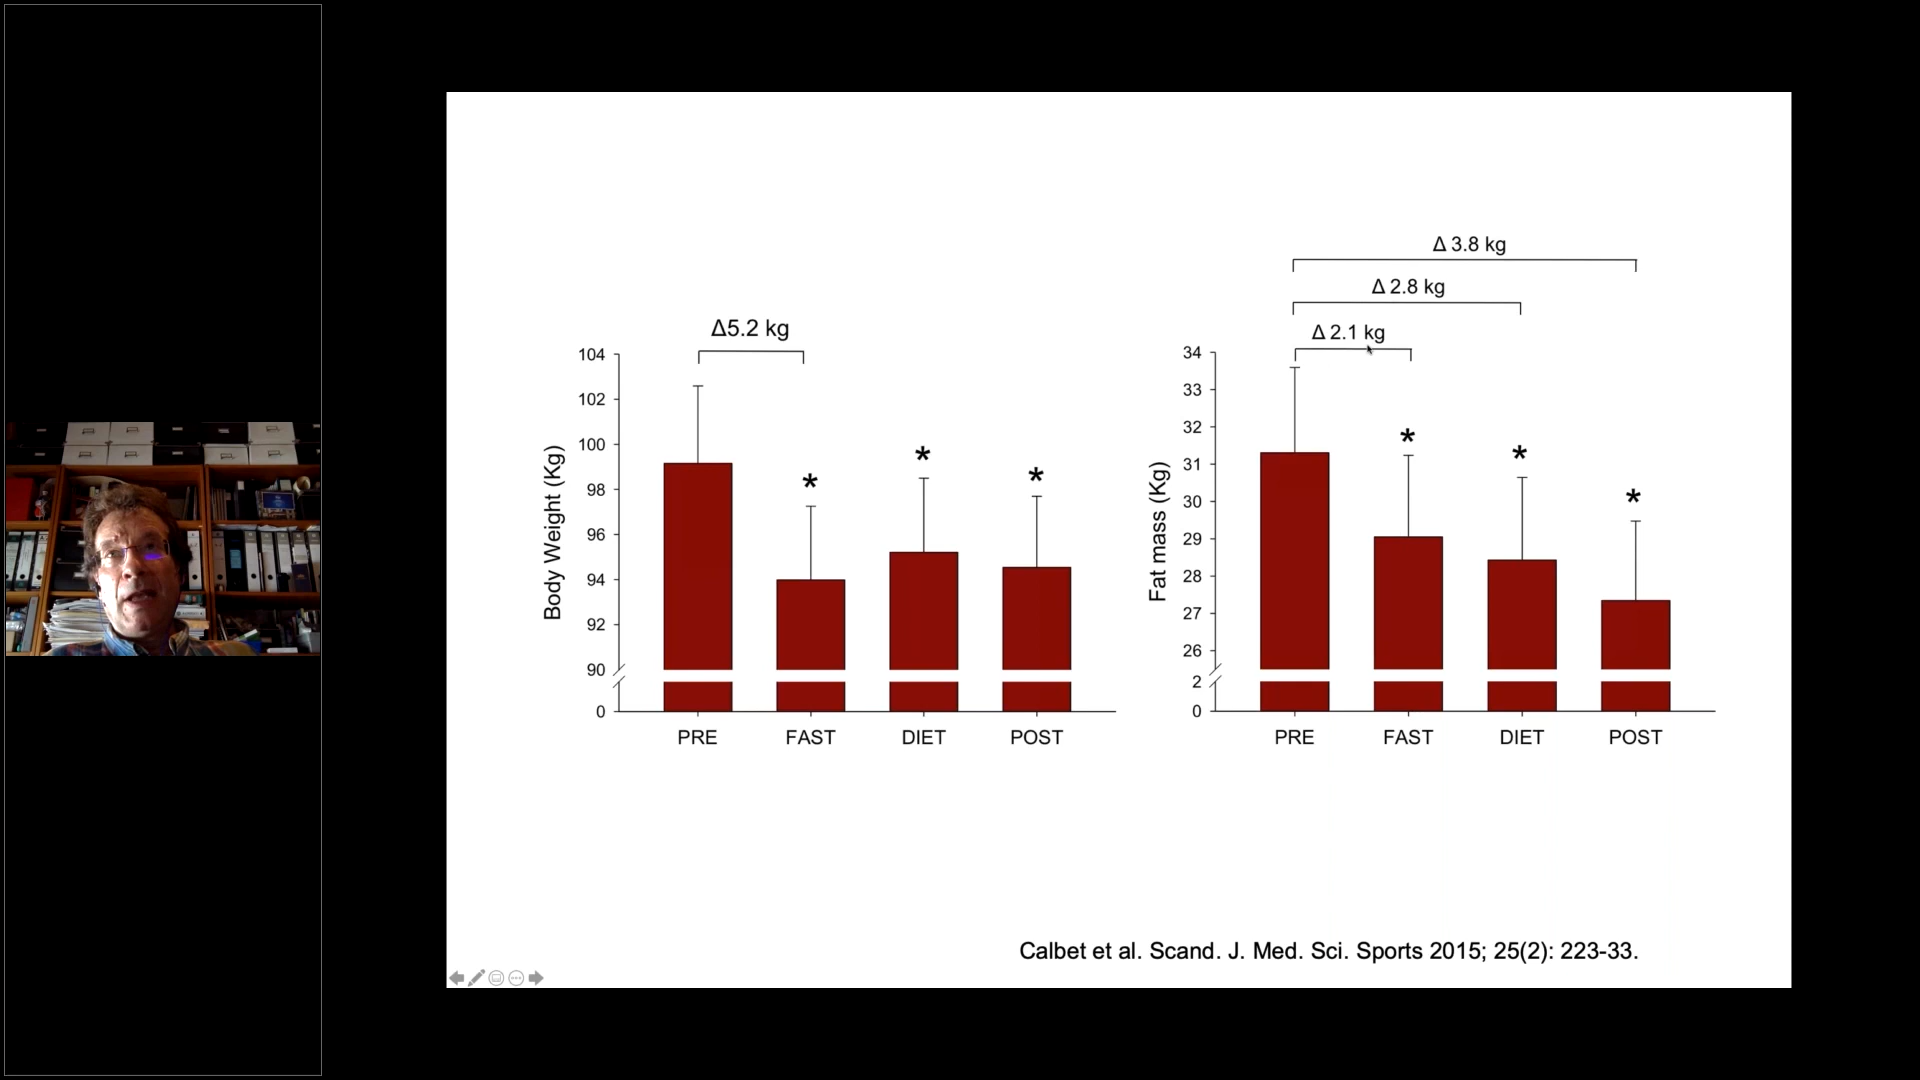 Δ5.2 kg
104
102
100
98
96
94
92
90
0
Body Weight (Kg)
*
*
*
PRE
FAST
DIET
POST
Δ 3.8 kg
Δ 2.8 kg
Δ 2.1 kg
34
33
32
31
30
29
28
27
26
2
0
Fat mass (Kg)
*
*
*
PRE
FAST
DIET
POST
Calbet et al. Scand. J. Med. Sci. Sports 2015; 25(2): 223-33.